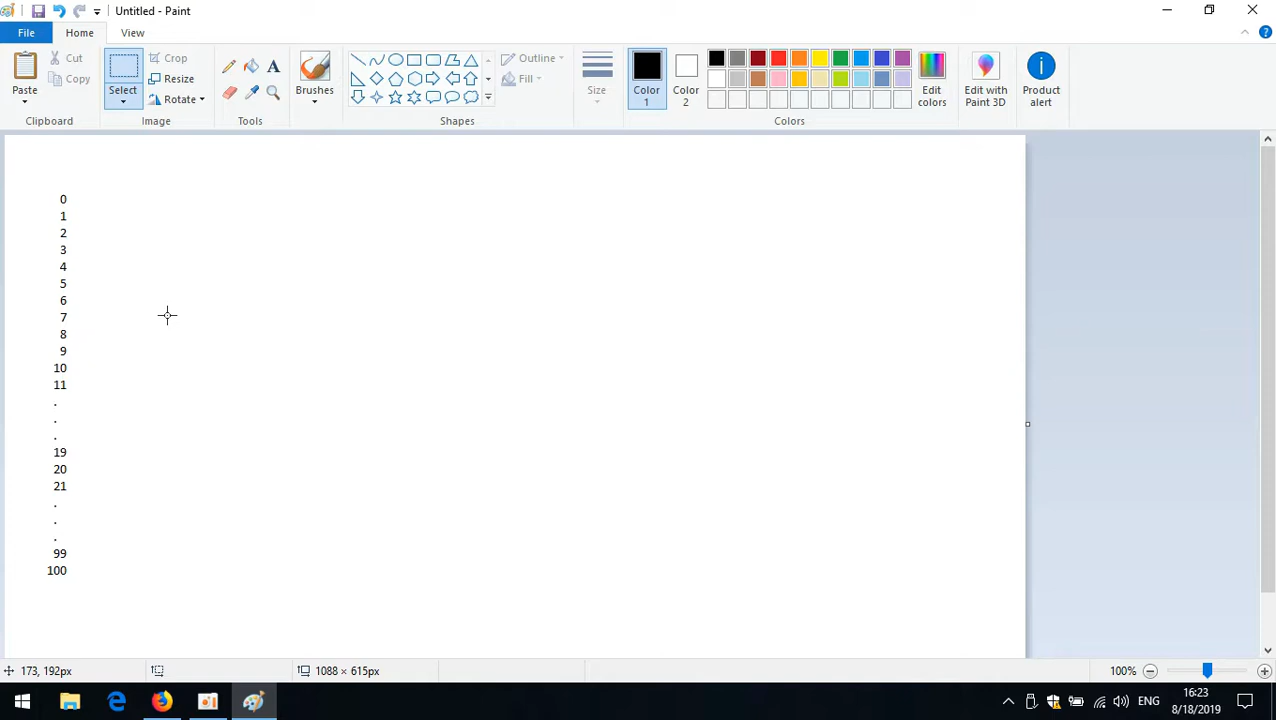 Untitled - Paint
File Home View
Paste
Cut
Copy
Clipboard
Select
Crop
Resize
Rotate
Image
A
Tools
Brushes
Shapes
Outline
Fill
Size
Color 1
Color 2
Edit colors
Colors
Edit with Paint 3D
Product alert
0
1
2
3
4
5
6
7
8
9
10
11
.
.
.
19
20
21
.
.
.
99
100
173, 192px
1088 × 615px
100%
ENG
16:23
8/18/2019